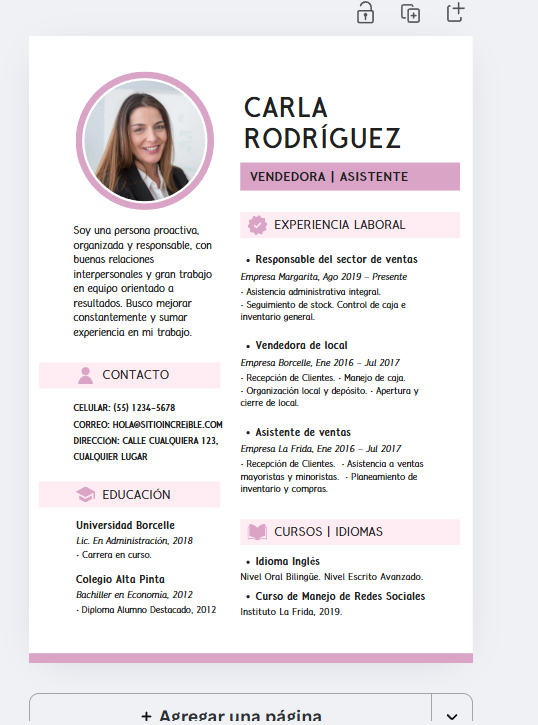 CARLA
RODRÍGUEZ
VENDEDORA | ASISTENTE
Soy una persona proactiva,
organizada y responsable, con
buenas relaciones
interpersonales y gran trabajo
en equipo orientado a
resultados. Busco mejorar
constantemente y sumar
experiencia en mi trabajo.
CONTACTO
CELULAR: (55) 1234-5678
CORREO: HOLA@SITIOINCREIBLE.COM
DIRECCIÓN: CALLE CUALQUIERA 123,
CUALQUIER LUGAR
EDUCACIÓN
Universidad Borcelle
Lic. En Administración, 2018
- Carrera en curso.
Colegio Alta Pinta
Bachiller en Economía, 2012
- Diploma Alumno Destacado, 2012
EXPERIENCIA LABORAL
• Responsable del sector de ventas
Empresa Margarita, Ago 2019 – Presente
- Asistencia administrativa integral.
- Seguimiento de stock. Control de caja e
inventario general.
• Vendedora de local
Empresa Borcelle, Ene 2016 – Jul 2017
- Recepción de Clientes. - Manejo de caja.
- Organización local y depósito. - Apertura y
cierre de local.
• Asistente de ventas
Empresa La Frida, Ene 2016 – Jul 2017
- Recepción de Clientes. - Asistencia a ventas
mayoristas y minoristas. - Planeamiento de
inventario y compras.
CURSOS | IDIOMAS
• Idioma Inglés
Nivel Oral Bilingüe. Nivel Escrito Avanzado.
• Curso de Manejo de Redes Sociales
Instituto La Frida, 2019.
+ Agregar una página